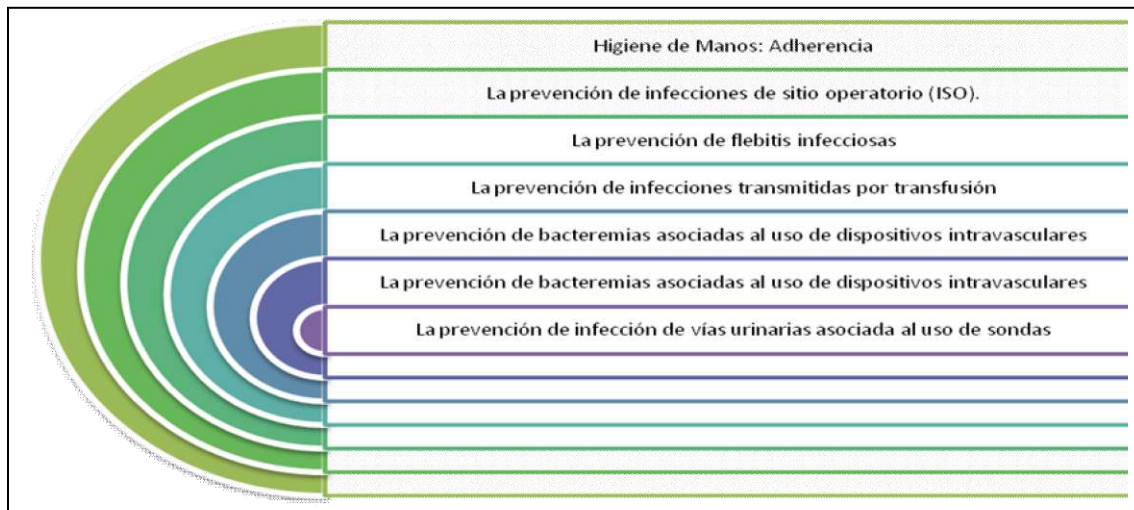 Higiene de Manos: Adherencia
La prevención de infecciones de sitio operatorio (ISO).
La prevención de flebitis infecciosas
La prevención de infecciones transmitidas por transfusión
La prevención de bacteremias asociadas al uso de dispositivos intravasculares
La prevención de bacteremias asociadas al uso de dispositivos intravasculares
La prevención de infección de vías urinarias asociada al uso de sondas